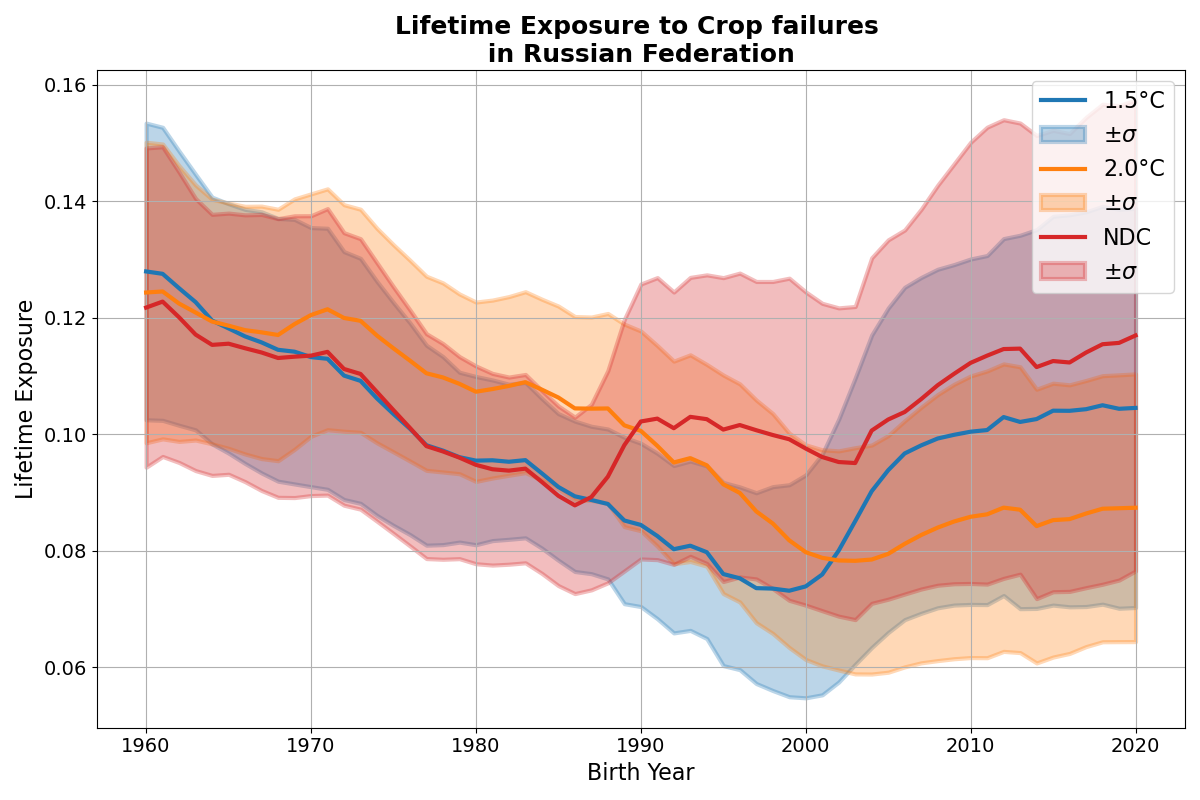 Lifetime Exposure to Crop failures
in Russian Federation
0.16
0.14
0.12
0.10
0.08
0.06
Lifetime Exposure
1960
1970
1980
1990
2000
2010
2020
Birth Year
1.5°C
±σ
2.0°C
±σ
NDC
±σ